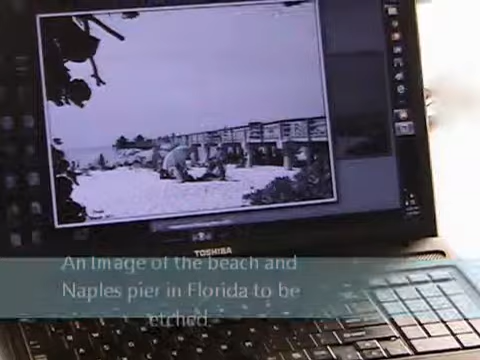 TOSHIBA
An Image of the beach and
Naples pier in Florida to be
etched